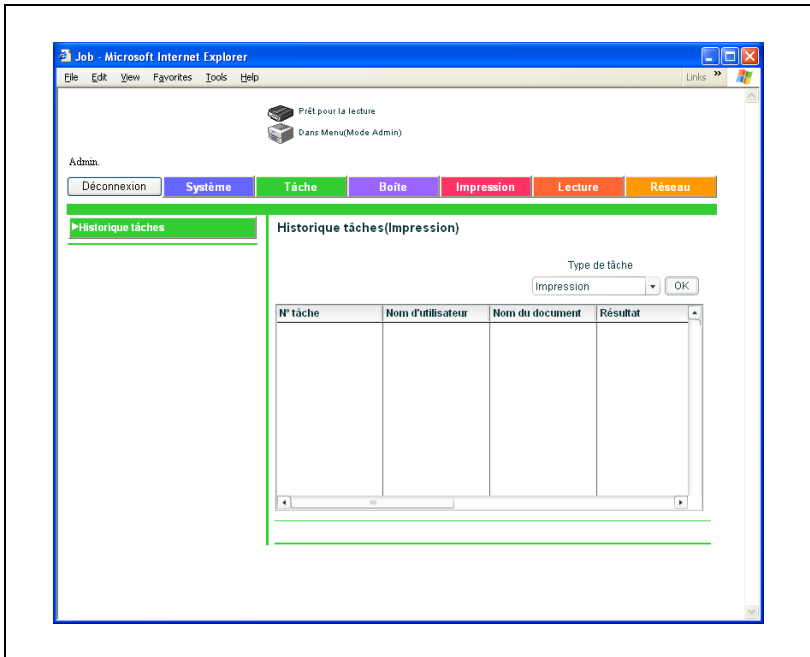 Job - Microsoft Internet Explorer
File Edit View Favorites Tools Help Links »
Prêt pour la lecture
Dans Menu(Mode Admin)
Admin.
Déconnexion Système Tâche Boîte Impression Lecture Réseau
►Historique tâches
Historique tâches(Impression)
Type de tâche
Impression OK
N° tâche Nom d'utilisateur Nom du document Résultat